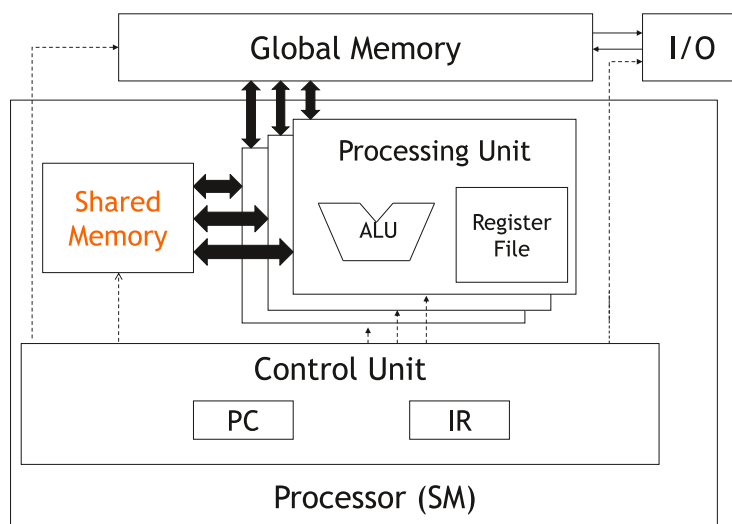 Global Memory
I/O
Processing Unit
Shared
Memory
ALU
Register
File
Control Unit
PC
IR
Processor (SM)